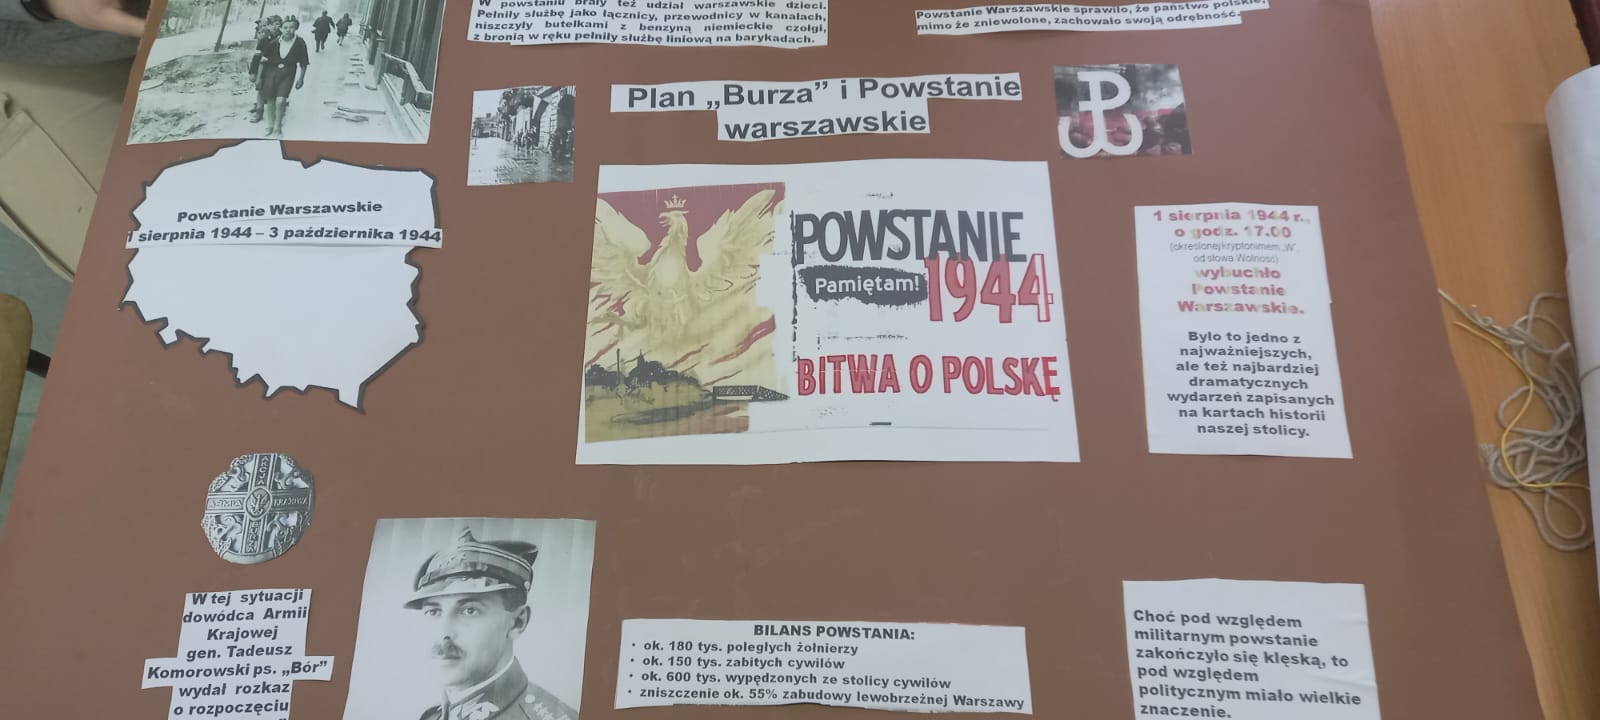 W powstaniu brały też udział warszawskie dzieci.
Pełniły służbę jako łącznicy, przewodnicy w kanałach,
niszczyły butelkami z benzyną niemieckie czołgi,
z bronią w ręku pełniły służbę liniową na barykadach.
Powstanie Warszawskie sprawiło, że państwo polskie,
mimo że zniewolone, zachowało swoją odrębność.
Plan „Burza” i Powstanie
warszawskie
Powstanie Warszawskie
1 sierpnia 1944 – 3 października 1944
POWSTANIE
Pamiętam! 1944
BITWA O POLSKĘ
1 sierpnia 1944 r.,
o godz. 17.00
(określonej kryptonimem „W”,
od słowa Wolność)
wybuchło
Powstanie
Warszawskie.
Było to jedno z
najważniejszych,
ale też najbardziej
dramatycznych
wydarzeń zapisanych
na kartach historii
naszej stolicy.
AKCJA
ARMIA KRAJOWA
BURZA
W tej sytuacji
dowódca Armii
Krajowej
gen. Tadeusz
Komorowski ps. „Bór”
wydał rozkaz
o rozpoczęciu
BILANS POWSTANIA:
• ok. 180 tys. poległych żołnierzy
• ok. 150 tys. zabitych cywilów
• ok. 600 tys. wypędzonych ze stolicy cywilów
• zniszczenie ok. 55% zabudowy lewobrzeżnej Warszawy
Choć pod względem
militarnym powstanie
zakończyło się klęską, to
pod względem
politycznym miało wielkie
znaczenie.